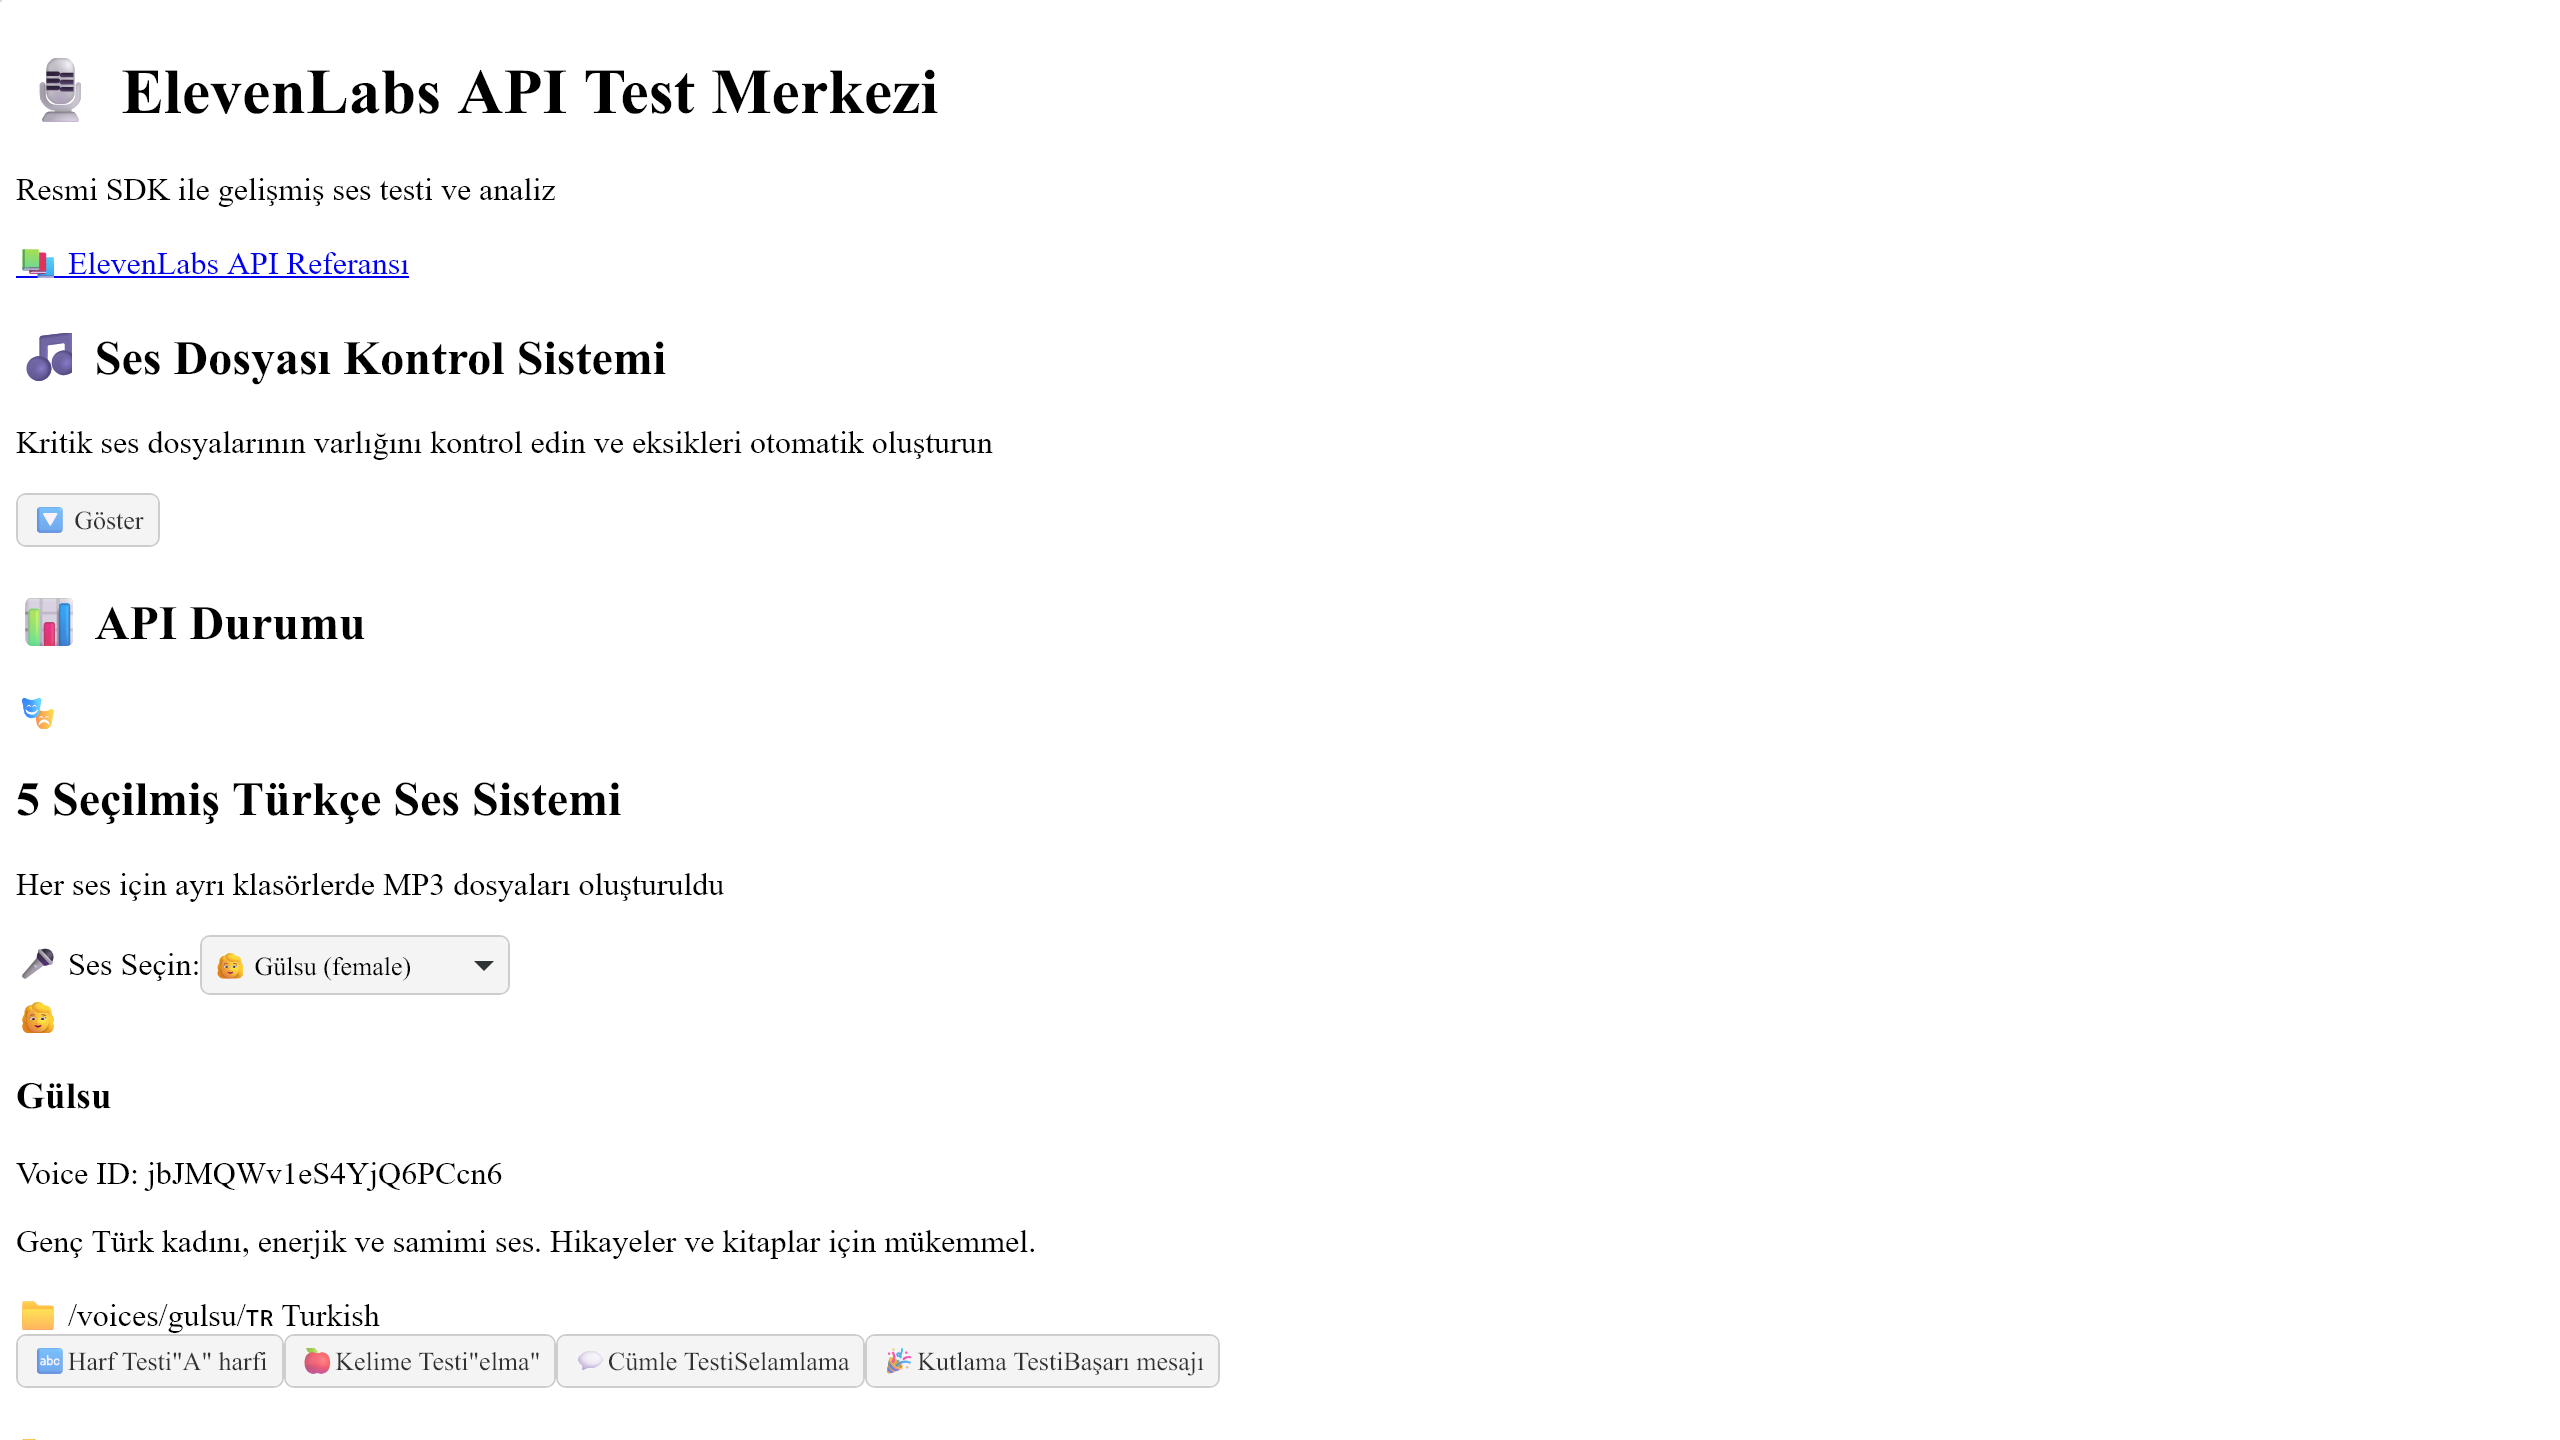 ElevenLabs API Test Merkezi
Resmi SDK ile gelişmiş ses testi ve analiz
ElevenLabs API Referansı
Ses Dosyası Kontrol Sistemi
Kritik ses dosyalarının varlığını kontrol edin ve eksikleri otomatik oluşturun
Göster
API Durumu
5 Seçilmiş Türkçe Ses Sistemi
Her ses için ayrı klasörlerde MP3 dosyaları oluşturuldu
Ses Seçin: Gülsu (female)
Gülsu
Voice ID: jbJMQWv1eS4YjQ6PCcn6
Genç Türk kadını, enerjik ve samimi ses. Hikayeler ve kitaplar için mükemmel.
/voices/gulsu/TR Turkish
Harf Testi"A" harfi Kelime Testi"elma" Cümle TestiSelamlama Kutlama TestiBaşarı mesajı